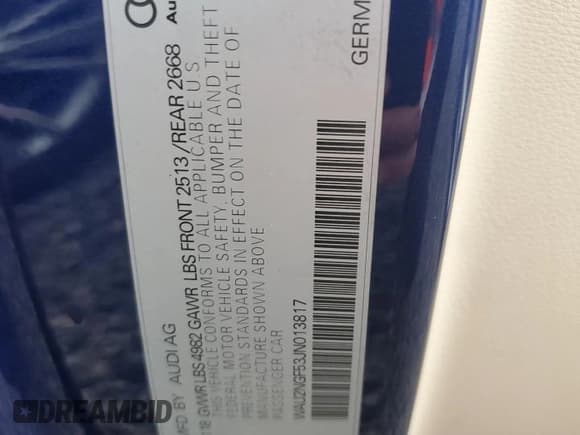 MFD BY AUDI AG
18 GVWR LBS 4982 GAWR LBS FRONT 2513/REAR 2668
THIS VEHICLE CONFORMS TO ALL APPLICABLE U S
FEDERAL MOTOR VEHICLE SAFETY. BUMPER AND THEFT
PREVENTION STANDARDS IN EFFECT ON THE DATE OF
MANUFACTURE SHOWN ABOVE
PASSENGER CAR
WAU2NGF53JN013817
GERM
DREAMBID